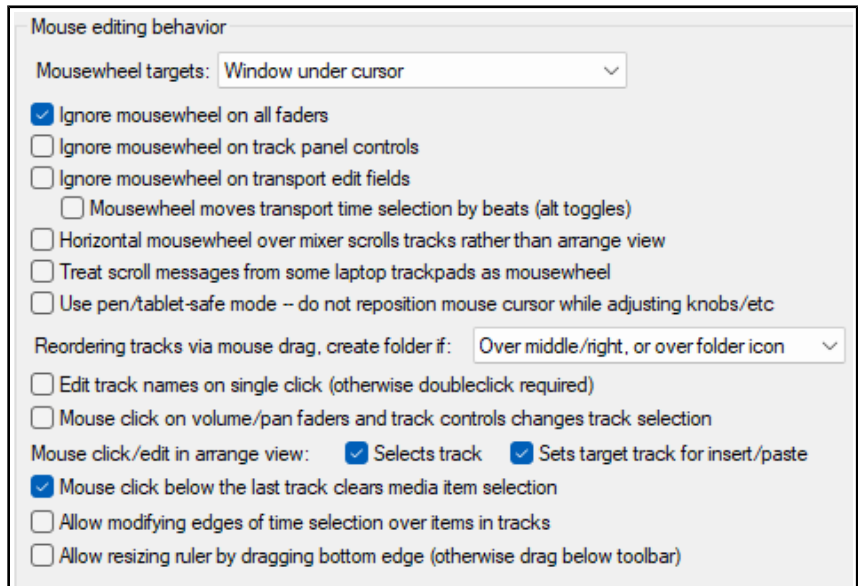 Mouse editing behavior
Mousewheel targets: Window under cursor
Ignore mousewheel on all faders
Ignore mousewheel on track panel controls
Ignore mousewheel on transport edit fields
Mousewheel moves transport time selection by beats (alt toggles)
Horizontal mousewheel over mixer scrolls tracks rather than arrange view
Treat scroll messages from some laptop trackpads as mousewheel
Use pen/tablet-safe mode -- do not reposition mouse cursor while adjusting knobs/etc
Reordering tracks via mouse drag, create folder if: Over middle/right, or over folder icon
Edit track names on single click (otherwise doubleclick required)
Mouse click on volume/pan faders and track controls changes track selection
Mouse click/edit in arrange view: Selects track Sets target track for insert/paste
Mouse click below the last track clears media item selection
Allow modifying edges of time selection over items in tracks
Allow resizing ruler by dragging bottom edge (otherwise drag below toolbar)